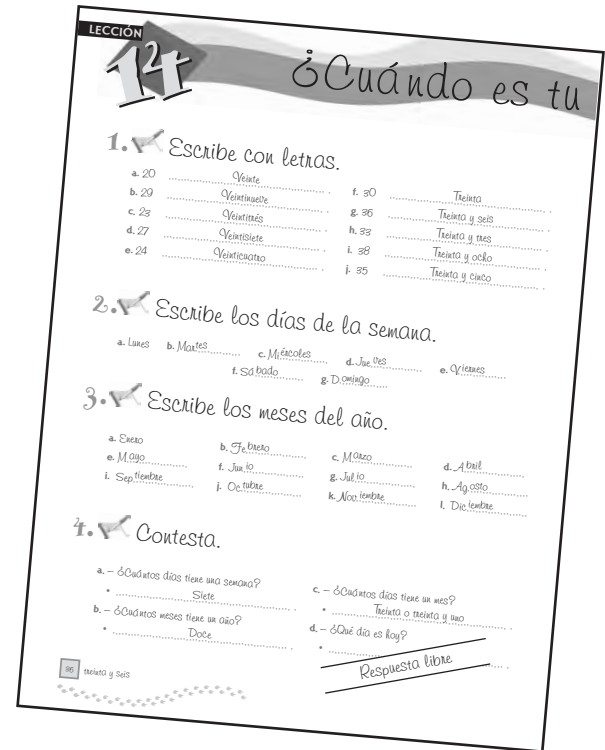 LECCIÓN
14
¿Cuándo es tu
1. Escribe con letras.
a. 20 Veinte
b. 29 Veintinueve
c. 23 Veintitrés
d. 27 Veintisiete
e. 24 Veinticuatro
f. 30 Treinta
g. 36 Treinta y seis
h. 33 Treinta y tres
i. 38 Treinta y ocho
j. 35 Treinta y cinco
2. Escribe los días de la semana.
a. Lunes b. Martes c. Miércoles d. Jueves e. Viernes
f. Sábado g. Domingo
3. Escribe los meses del año.
a. Enero b. Febrero c. Marzo d. Abril
e. Mayo f. Junio g. Julio h. Agosto
i. Septiembre j. Octubre k. Noviembre l. Diciembre
4. Contesta.
a. – ¿Cuántos días tiene una semana?
• Siete
b. – ¿Cuántos meses tiene un año?
• Doce
c. – ¿Cuántos días tiene un mes?
• Treinta o treinta y uno
d. – ¿Qué día es hoy?
• Respuesta libre
36 treinta y seis